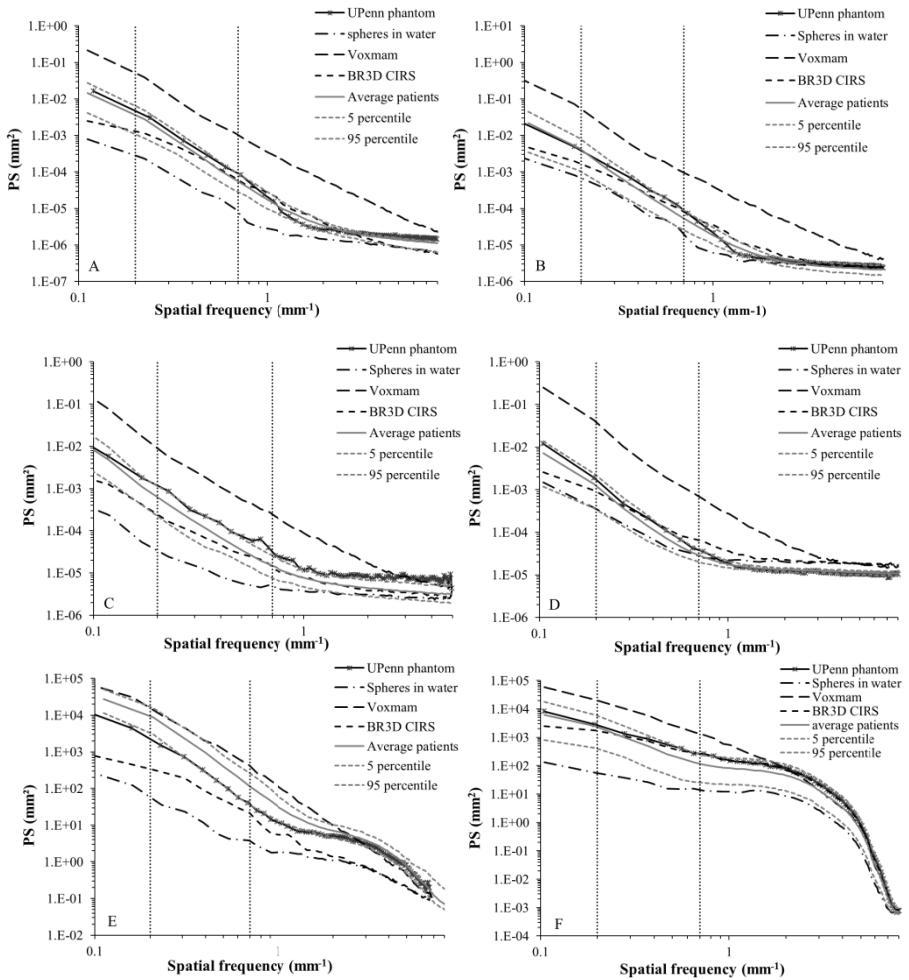 1.E+00
1.E-01
1.E-02
1.E-03
1.E-04
1.E-05
1.E-06
1.E-07
PS (mm²)
0.1
1
Spatial frequency (mm⁻¹)
A
UPenn phantom
spheres in water
Voxmam
BR3D CIRS
Average patients
5 percentile
95 percentile
1.E+01
1.E+00
1.E-01
1.E-02
1.E-03
1.E-04
1.E-05
1.E-06
PS (mm²)
0.1
1
Spatial frequency (mm-1)
B
UPenn phantom
Spheres in water
Voxmam
BR3D CIRS
Average patients
5 percentile
95 percentile
1.E+00
1.E-01
1.E-02
1.E-03
1.E-04
1.E-05
1.E-06
PS (mm²)
0.1
1
Spatial frequency (mm⁻¹)
C
UPenn phantom
Spheres in water
Voxmam
BR3D CIRS
Average patients
5 percentile
95 percentile
1.E+00
1.E-01
1.E-02
1.E-03
1.E-04
1.E-05
1.E-06
PS (mm²)
0.1
1
Spatial frequency (mm⁻¹)
D
UPenn phantom
Spheres in water
Voxmam
BR3D CIRS
Average patients
5 percentile
95 percentile
1.E+05
1.E+04
1.E+03
1.E+02
1.E+01
1.E+00
1.E-01
1.E-02
PS (mm²)
0.1
1
Spatial frequency (mm⁻¹)
E
UPenn phantom
Spheres in water
Voxmam
BR3D CIRS
Average patients
5 percentile
95 percentile
1.E+05
1.E+04
1.E+03
1.E+02
1.E+01
1.E+00
1.E-01
1.E-02
1.E-03
1.E-04
PS (mm²)
0.1
1
Spatial frequency (mm⁻¹)
F
UPenn phantom
Spheres in water
Voxmam
BR3D CIRS
average patients
5 percentile
95 percentile